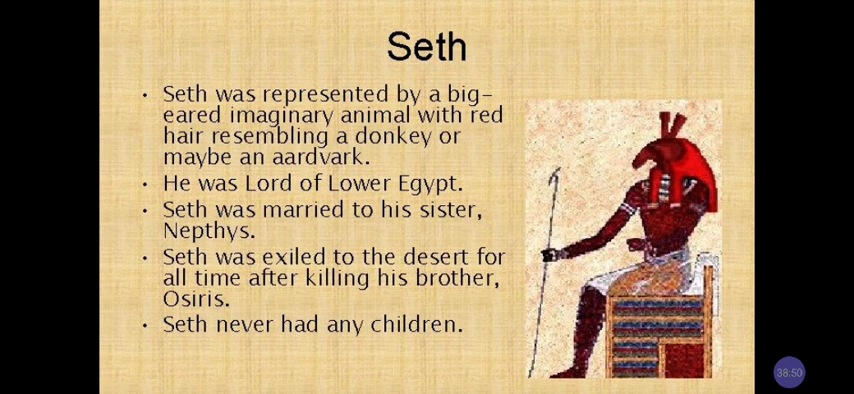 Seth
• Seth was represented by a big-
eared imaginary animal with red
hair resembling a donkey or
maybe an aardvark.
• He was Lord of Lower Egypt.
• Seth was married to his sister,
Nepthys.
• Seth was exiled to the desert for
all time after killing his brother,
Osiris.
• Seth never had any children.
38:50